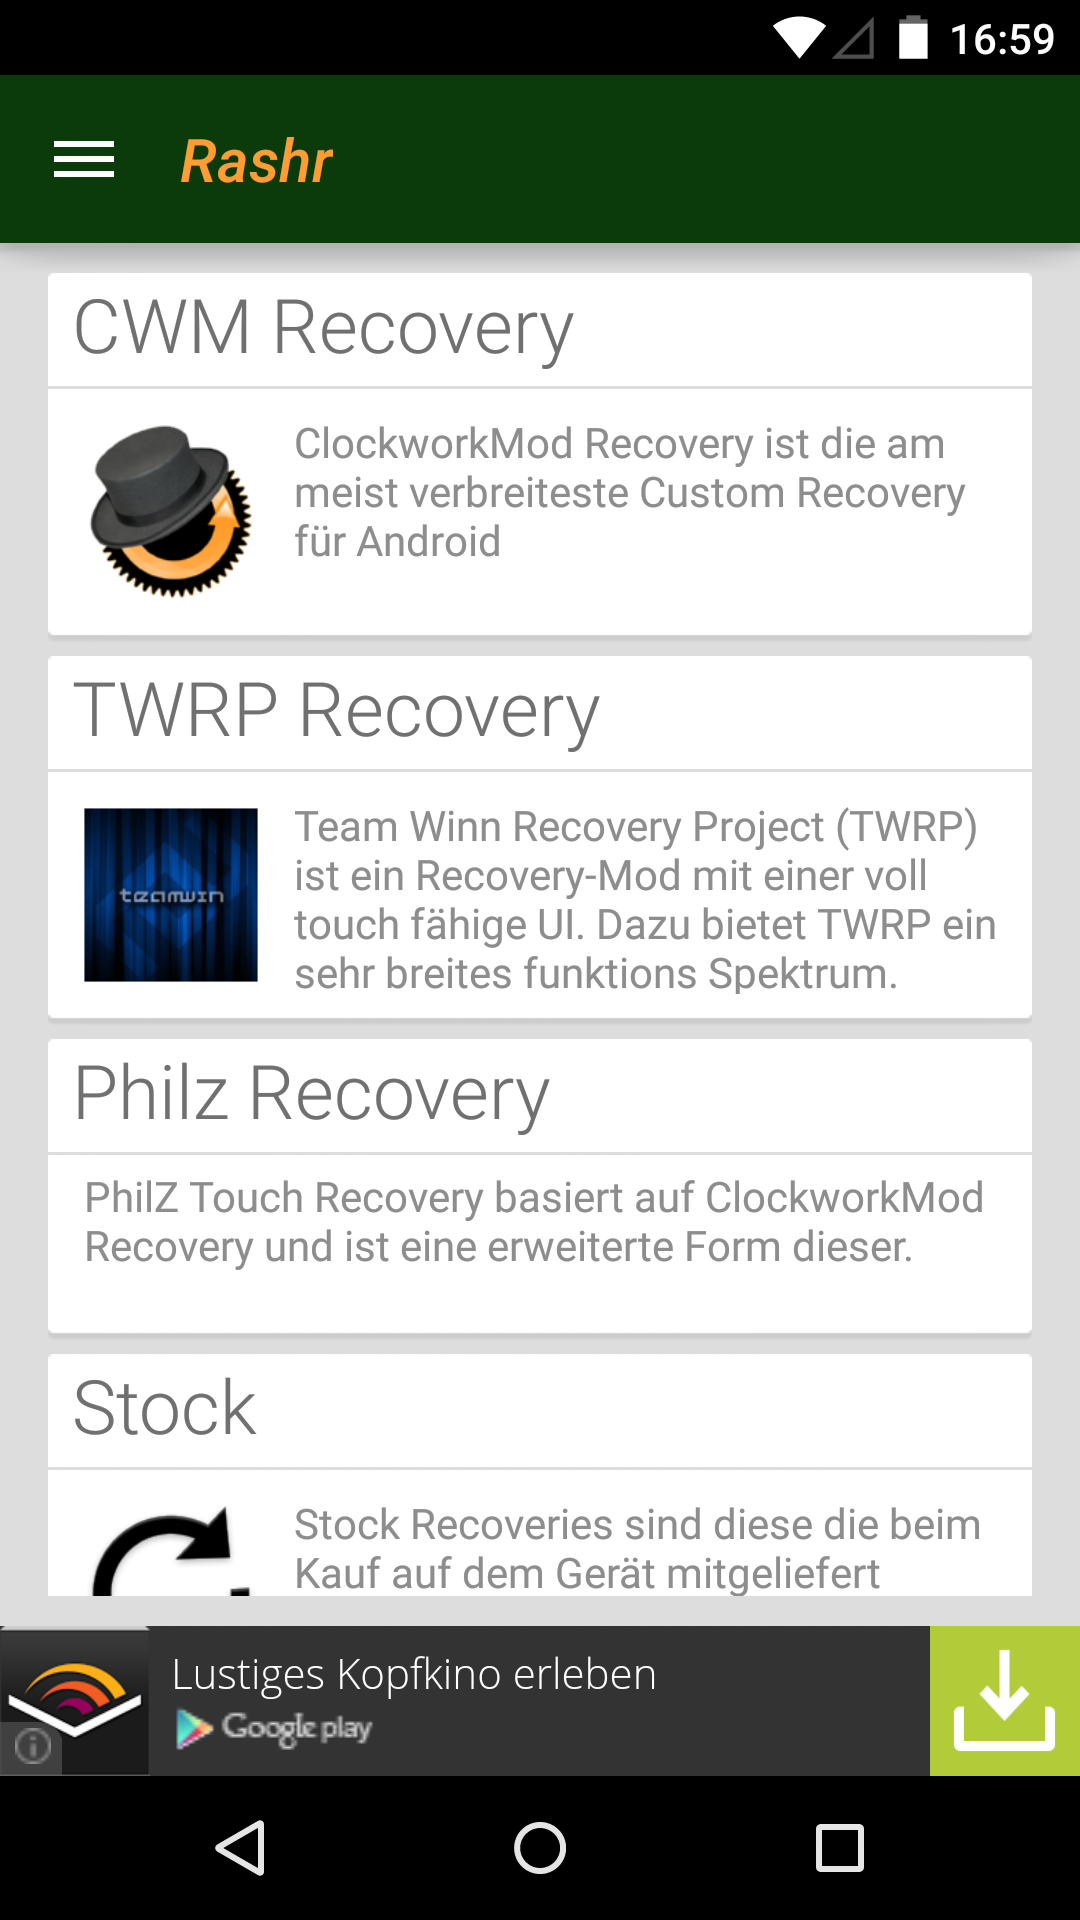 16:59
Rashr
CWM Recovery
ClockworkMod Recovery ist die am
meist verbreiteste Custom Recovery
für Android
TWRP Recovery
teamwin
Team Winn Recovery Project (TWRP)
ist ein Recovery-Mod mit einer voll
touch fähige UI. Dazu bietet TWRP ein
sehr breites funktions Spektrum.
Philz Recovery
PhilZ Touch Recovery basiert auf ClockworkMod
Recovery und ist eine erweiterte Form dieser.
Stock
Stock Recoveries sind diese die beim
Kauf auf dem Gerät mitgeliefert
Lustiges Kopfkino erleben
Google play